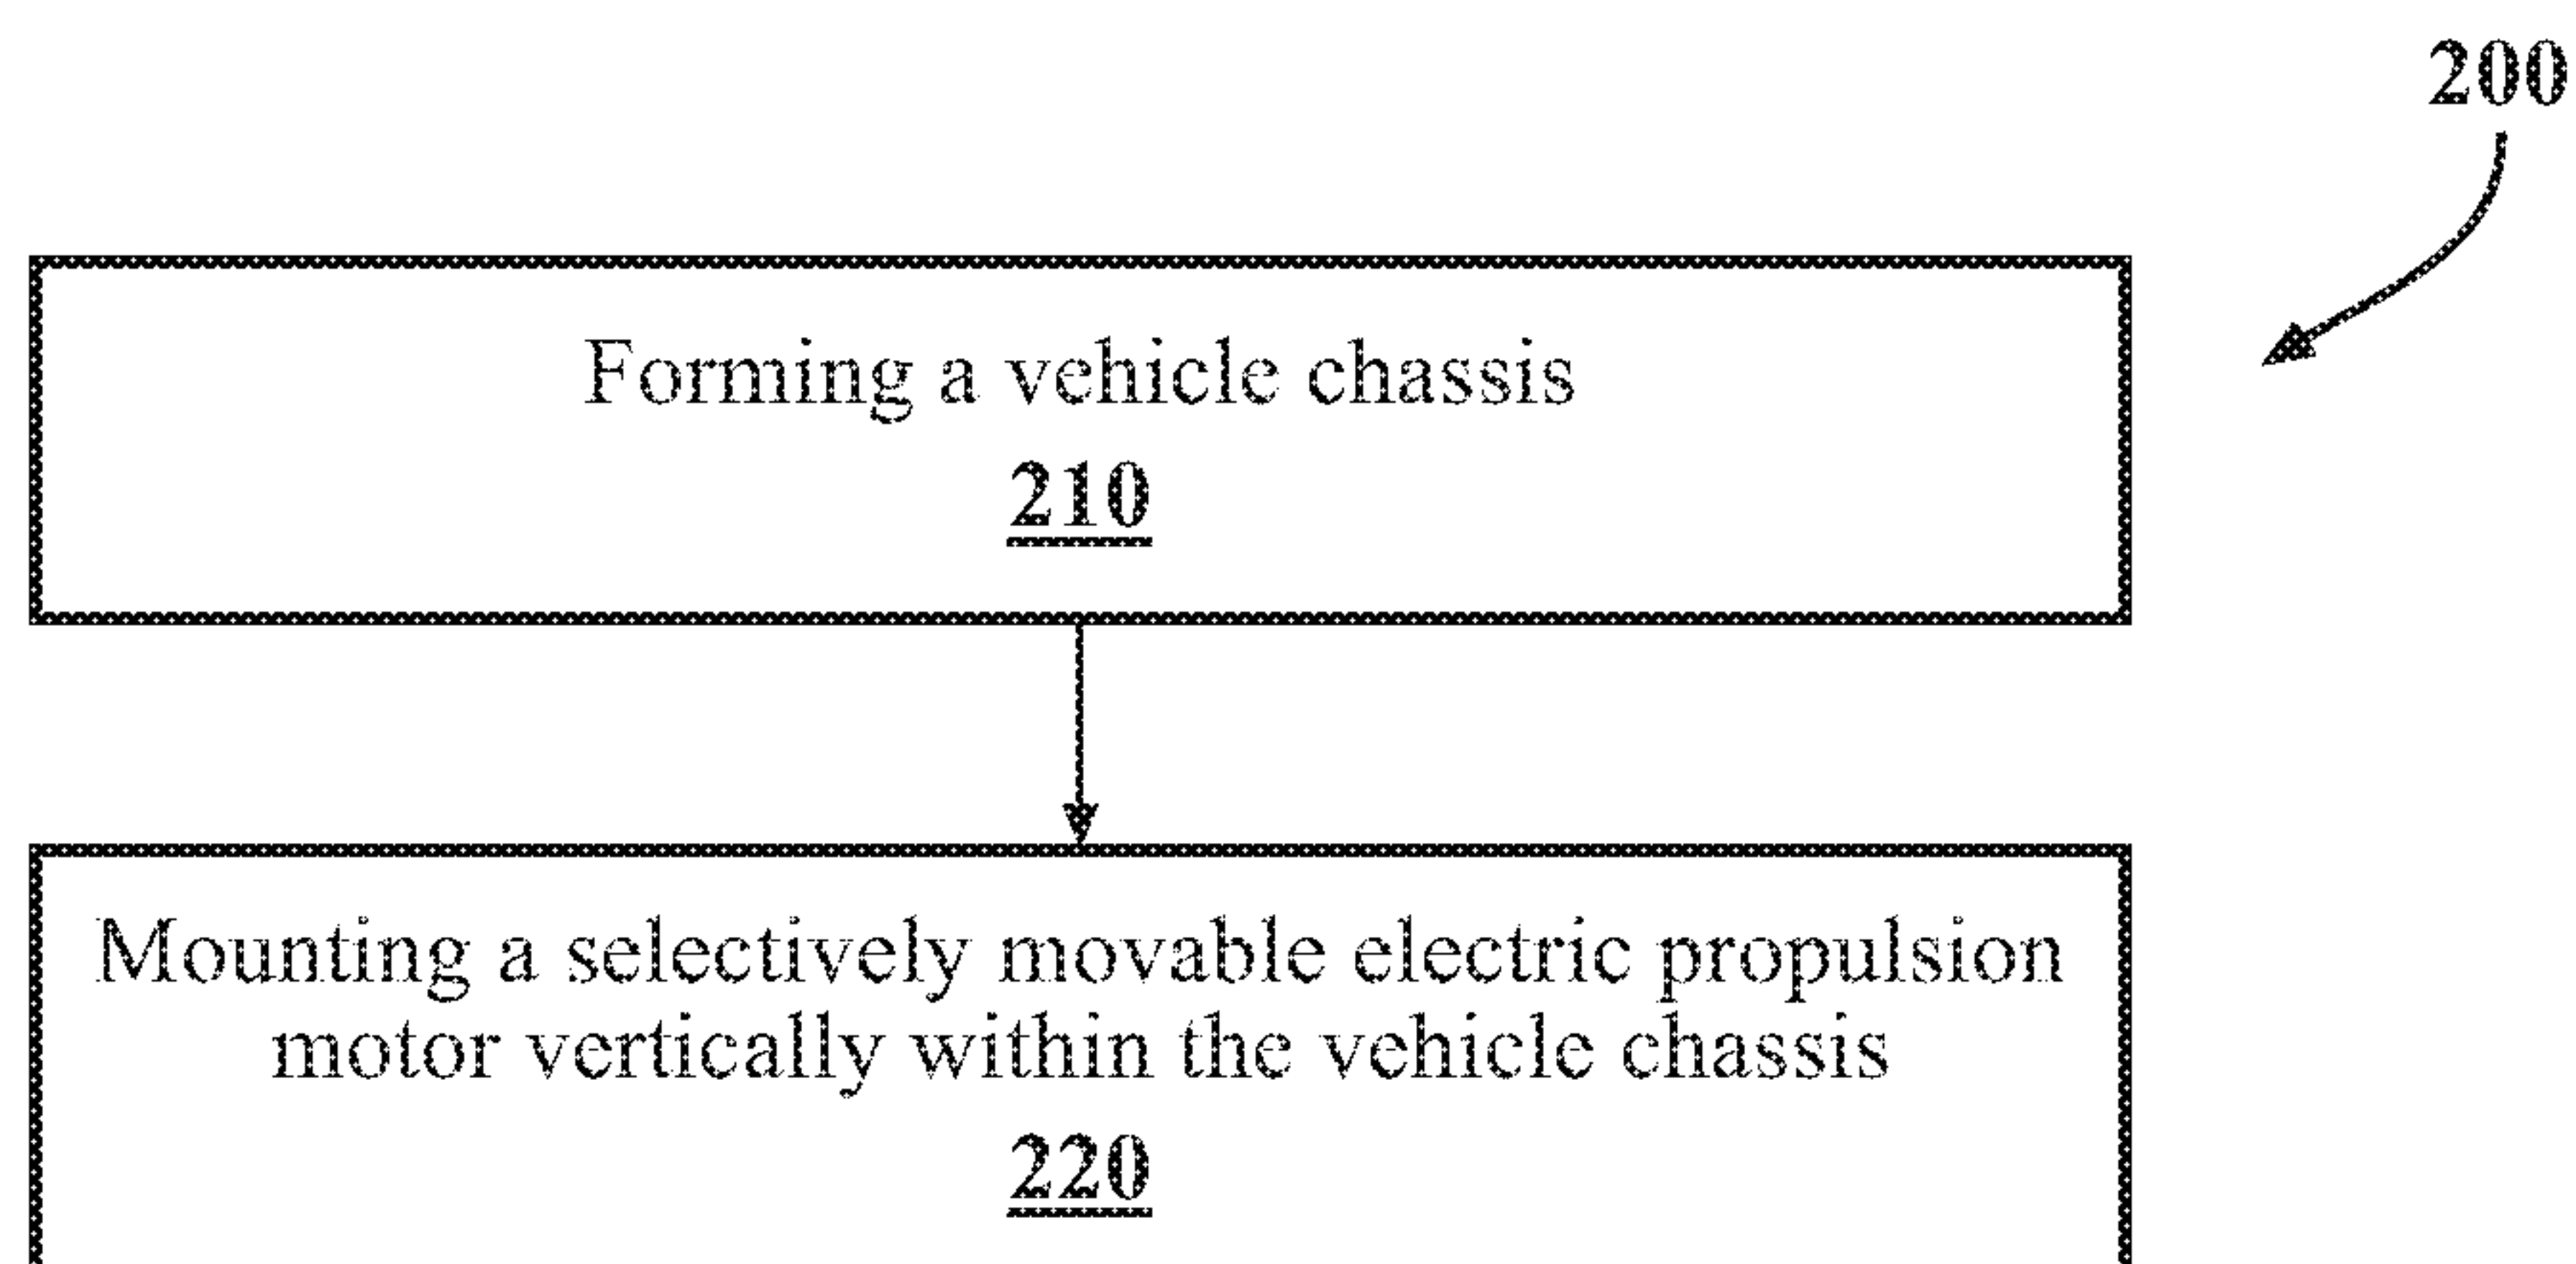 200
Forming a vehicle chassis
210
Mounting a selectively movable electric propulsion
motor vertically within the vehicle chassis
220